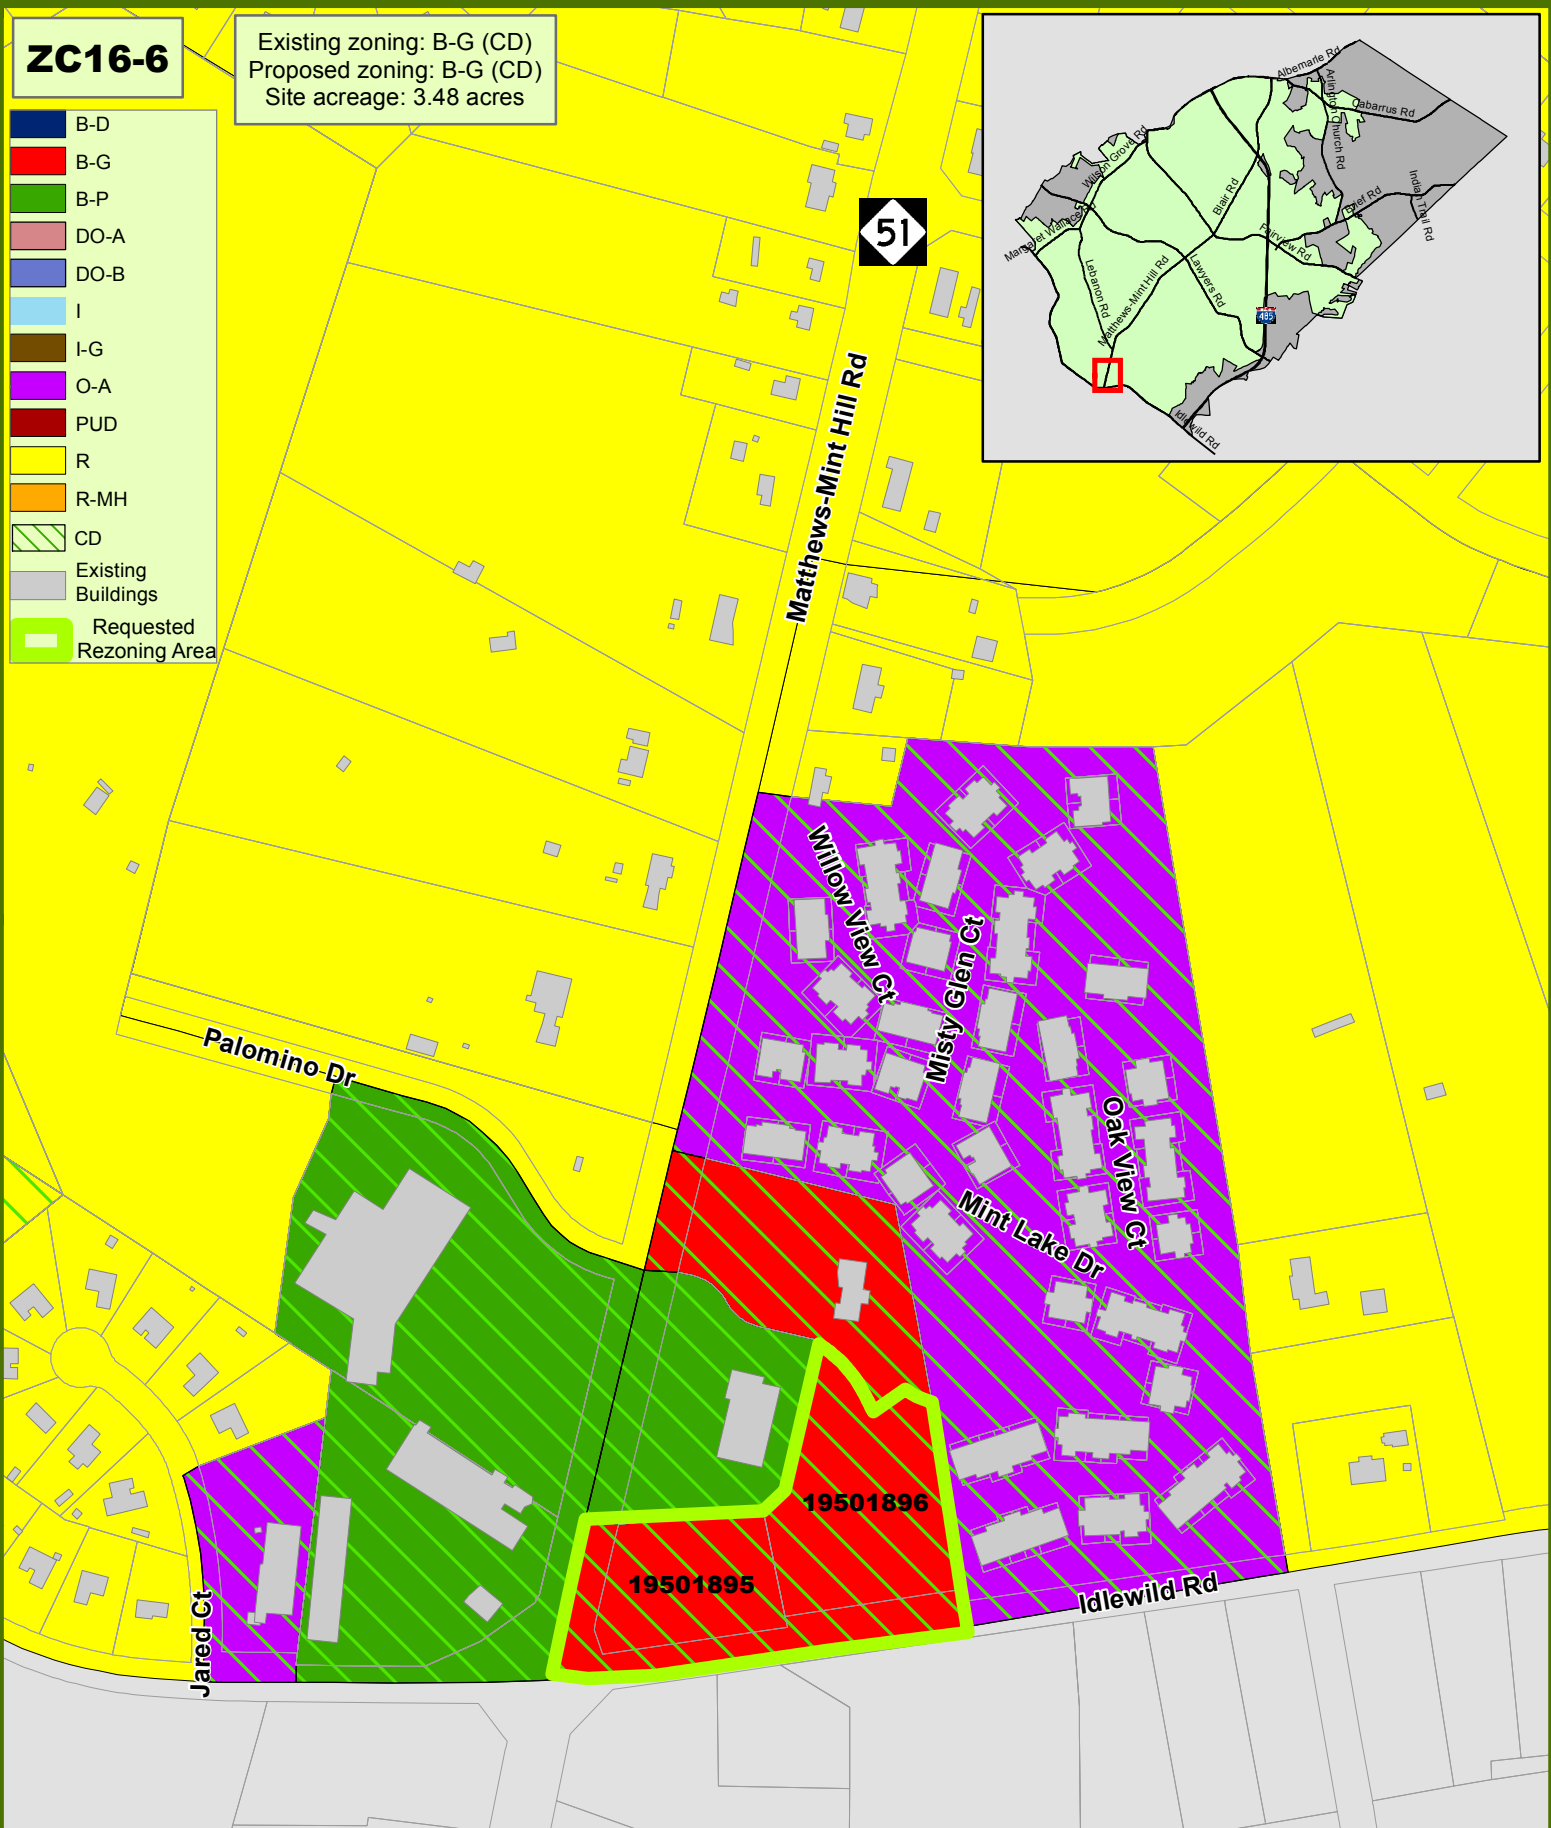 ZC16-6
Existing zoning: B-G (CD)
Proposed zoning: B-G (CD)
Site acreage: 3.48 acres
B-D
B-G
B-P
DO-A
DO-B
I
I-G
O-A
PUD
R
R-MH
CD
Existing
Buildings
Requested
Rezoning Area
Albemarle Rd
Arlington Church Rd
Cabarrus Rd
Wilson Grove Rd
Blair Rd
Brief Rd
Indian Trail Rd
Margaret Wallace Rd
Fairview Rd
Lebanon Rd
Matthews-Mint Hill Rd
Lawyers Rd
485
Idlewild Rd
51
Matthews-Mint Hill Rd
Willow View Ct
Misty Glen Ct
Palomino Dr
Oak View Ct
Mint Lake Dr
19501896
19501895
Idlewild Rd
Jared Ct